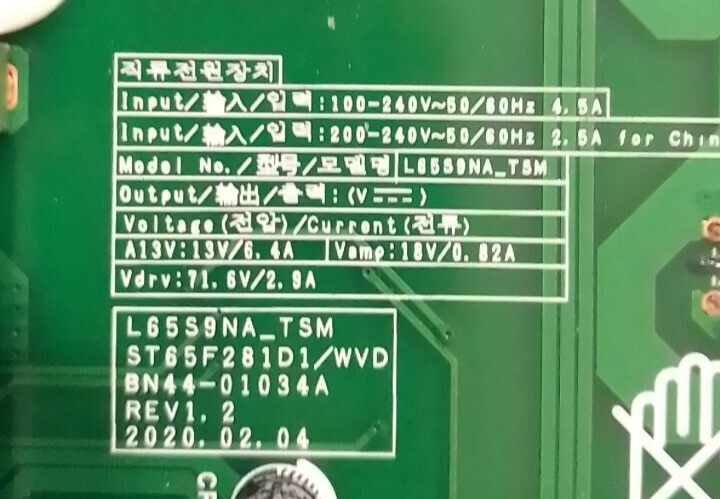 직류전원장치
Input/輸入/입력:100-240V~50/60Hz 4.5A
Input/輸入/입력:200-240V~50/60Hz 2.5A for Chin
Model No./型号/모델명 L65S9NA_TSM
Output/輸出/출력:(V⎓)
Voltage(전압)/Current(전류)
A13V:13V/6.4A Vamp:18V/0.82A
Vdrv:71.6V/2.9A
L65S9NA_TSM
ST65F281D1/WVD
BN44-01034A
REV1.2
2020.02.04